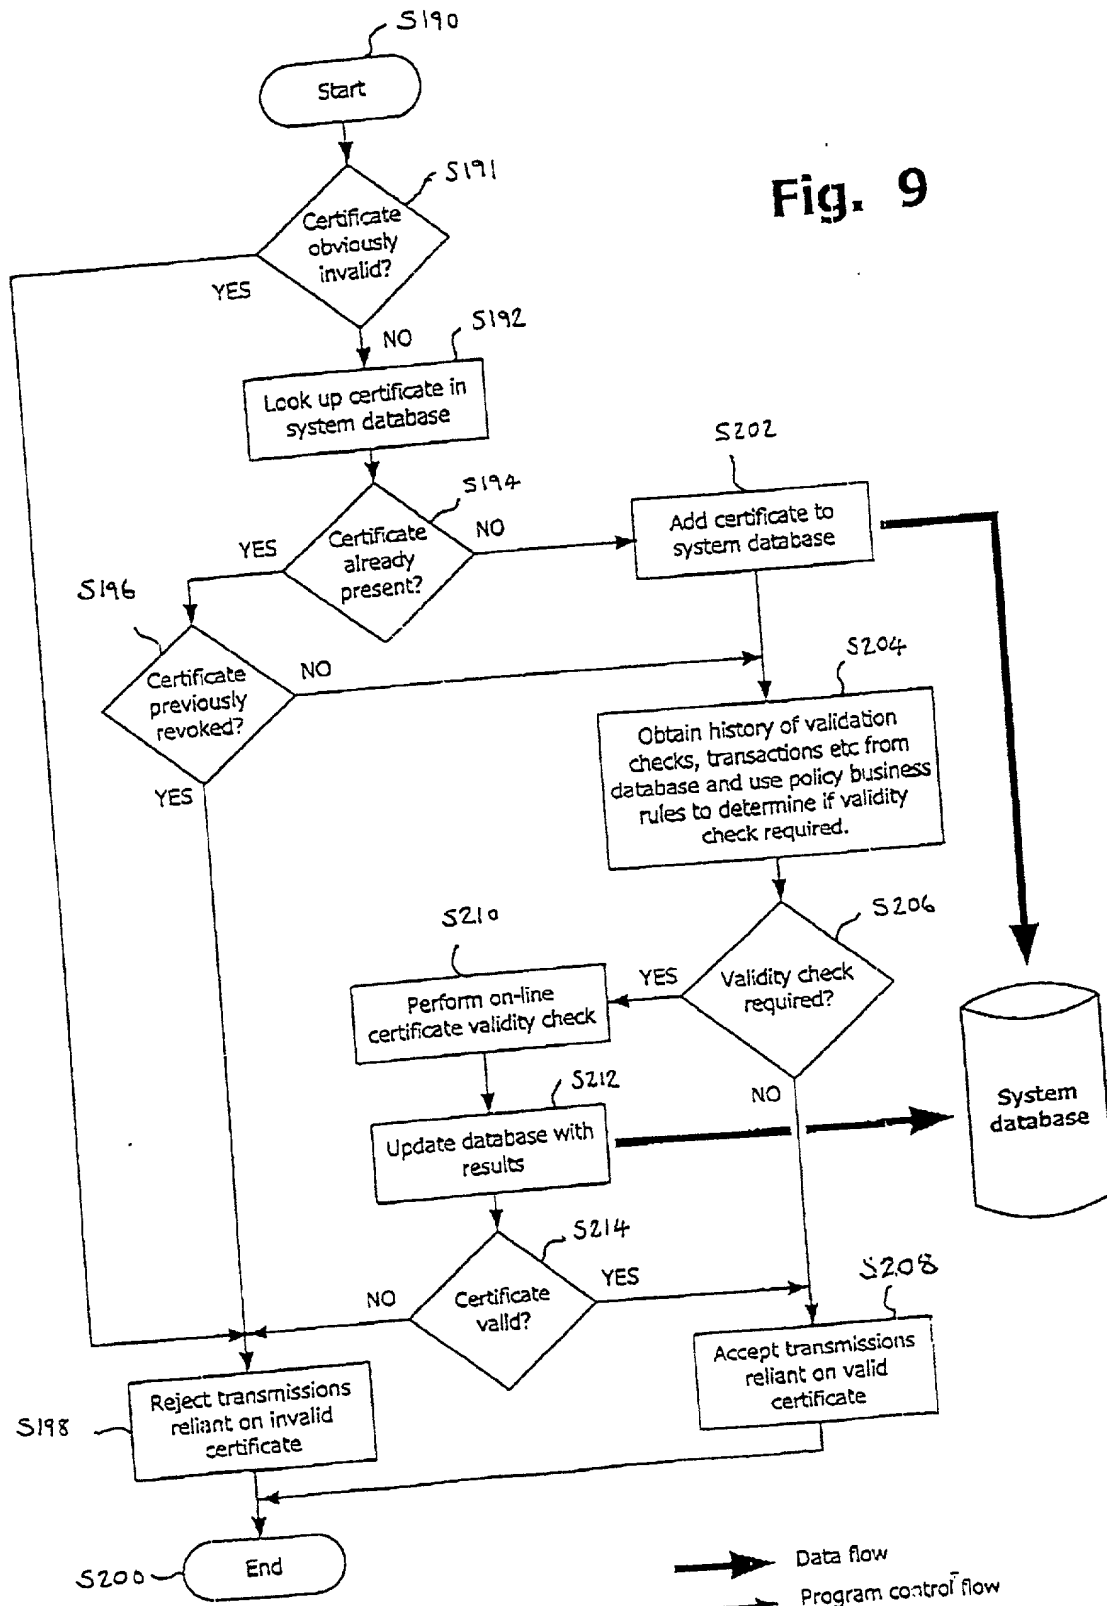 S190
Start
S191
Fig. 9
Certificate
obviously
invalid?
YES
NO
S192
Look up certificate in
system database
S202
S194
Certificate
already
present?
YES
NO
Add certificate to
system database
S196
Certificate
previously
revoked?
NO
YES
S204
Obtain history of validation
checks, transactions etc from
database and use policy business
rules to determine if validity
check required.
S206
Validity check
required?
YES
NO
S210
Perform on-line
certificate validity check
System
database
S212
Update database with
results
S214
Certificate
valid?
NO
YES
S208
Accept transmissions
reliant on valid
certificate
S198
Reject transmissions
reliant on invalid
certificate
S200
End
Data flow
Program control flow